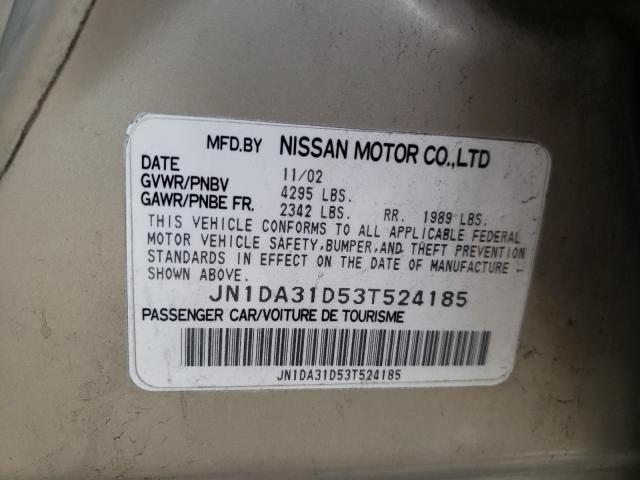 MFD.BY NISSAN MOTOR CO.,LTD
DATE 11/02
GVWR/PNBV 4295 LBS.
GAWR/PNBE FR. 2342 LBS. RR. 1989 LBS.
THIS VEHICLE CONFORMS TO ALL APPLICABLE FEDERAL
MOTOR VEHICLE SAFETY,BUMPER,AND THEFT PREVENTION
STANDARDS IN EFFECT ON THE DATE OF MANUFACTURE
SHOWN ABOVE.
JN1DA31D53T524185
PASSENGER CAR/VOITURE DE TOURISME
JN1DA31D53T524185